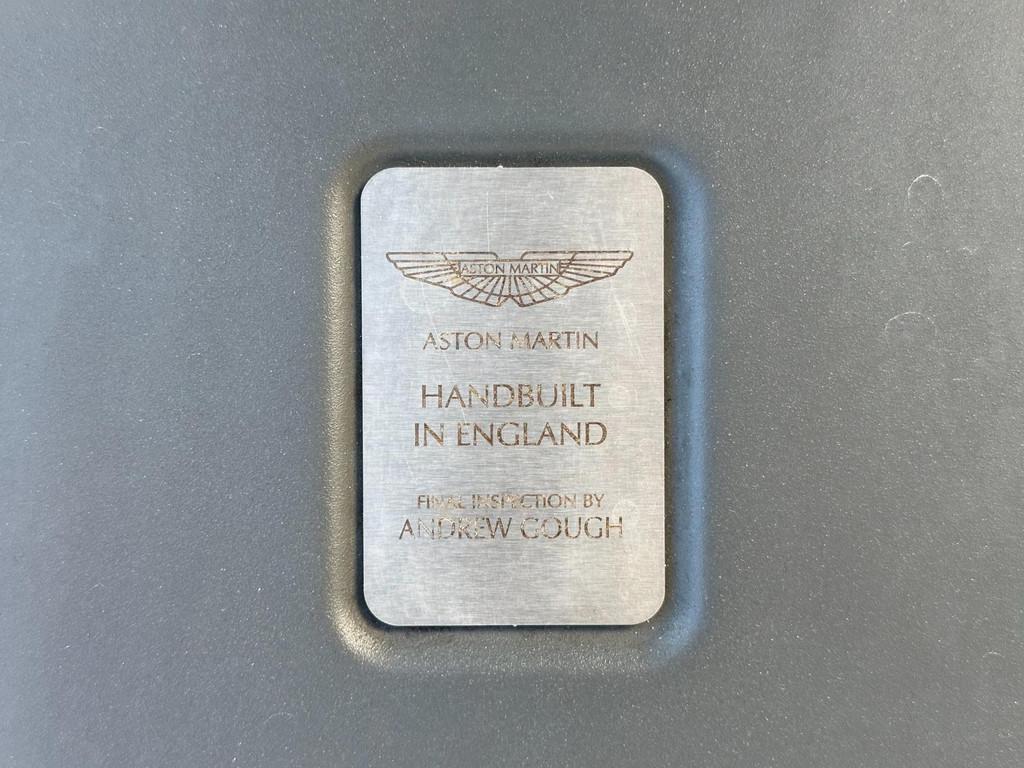 ASTON MARTIN
ASTON MARTIN
HANDBUILT
IN ENGLAND
FINAL INSPECTION BY
ANDREW GOUGH